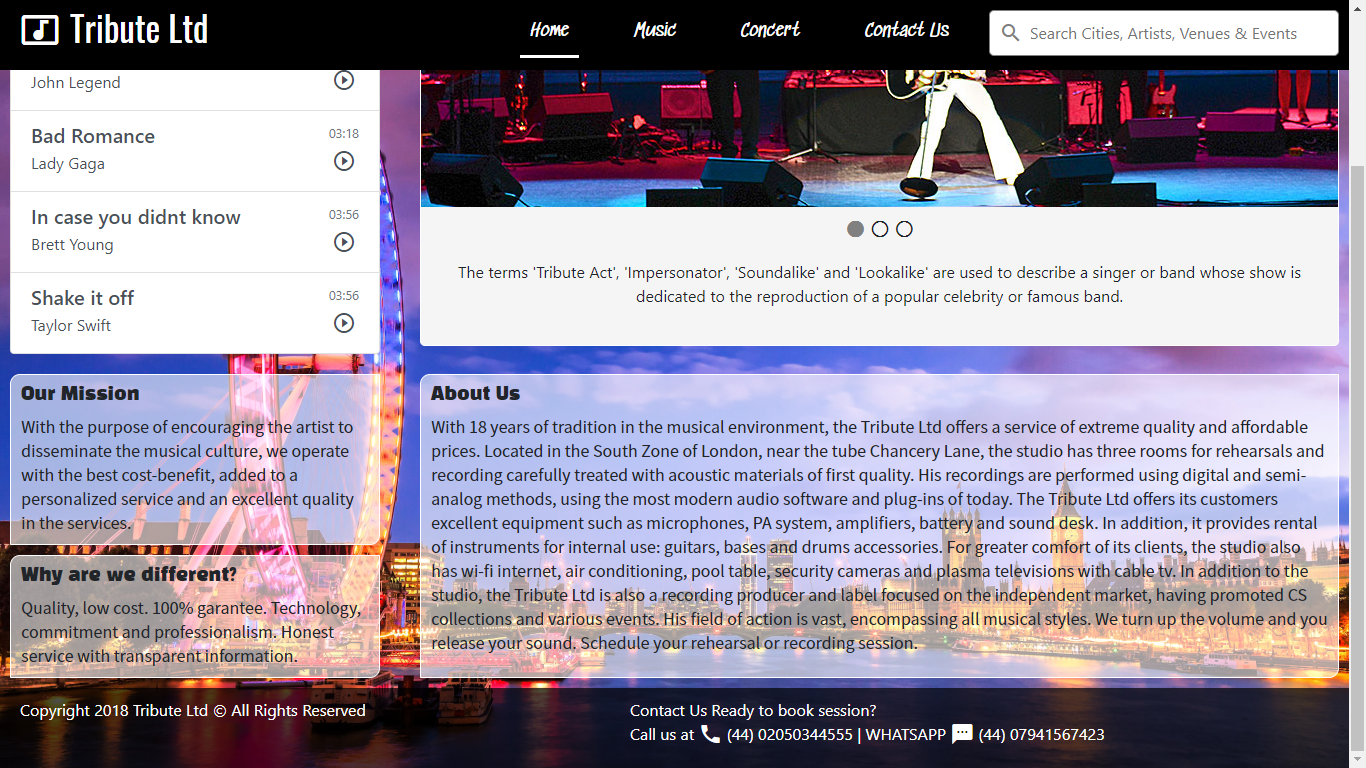 Tribute Ltd
Home
Music
Concert
Contact Us
Search Cities, Artists, Venues & Events
John Legend
Bad Romance
03:18
Lady Gaga
In case you didnt know
03:56
Brett Young
Shake it off
03:56
Taylor Swift
The terms 'Tribute Act', 'Impersonator', 'Soundalike' and 'Lookalike' are used to describe a singer or band whose show is
dedicated to the reproduction of a popular celebrity or famous band.
Our Mission
With the purpose of encouraging the artist to
disseminate the musical culture, we operate
with the best cost-benefit, added to a
personalized service and an excellent quality
in the services.
Why are we different?
Quality, low cost. 100% garantee. Technology,
commitment and professionalism. Honest
service with transparent information.
About Us
With 18 years of tradition in the musical environment, the Tribute Ltd offers a service of extreme quality and affordable
prices. Located in the South Zone of London, near the tube Chancery Lane, the studio has three rooms for rehearsals and
recording carefully treated with acoustic materials of first quality. His recordings are performed using digital and semi-
analog methods, using the most modern audio software and plug-ins of today. The Tribute Ltd offers its customers
excellent equipment such as microphones, PA system, amplifiers, battery and sound desk. In addition, it provides rental
of instruments for internal use: guitars, bases and drums accessories. For greater comfort of its clients, the studio also
has wi-fi internet, air conditioning, pool table, security cameras and plasma televisions with cable tv. In addition to the
studio, the Tribute Ltd is also a recording producer and label focused on the independent market, having promoted CS
collections and various events. His field of action is vast, encompassing all musical styles. We turn up the volume and you
release your sound. Schedule your rehearsal or recording session.
Copyright 2018 Tribute Ltd © All Rights Reserved
Contact Us Ready to book session?
Call us at (44) 02050344555 | WHATSAPP (44) 07941567423